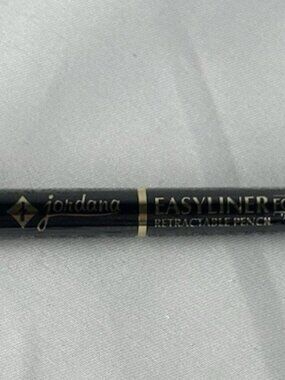 jordana
EASYLINER
RETRACTABLE PENCIL